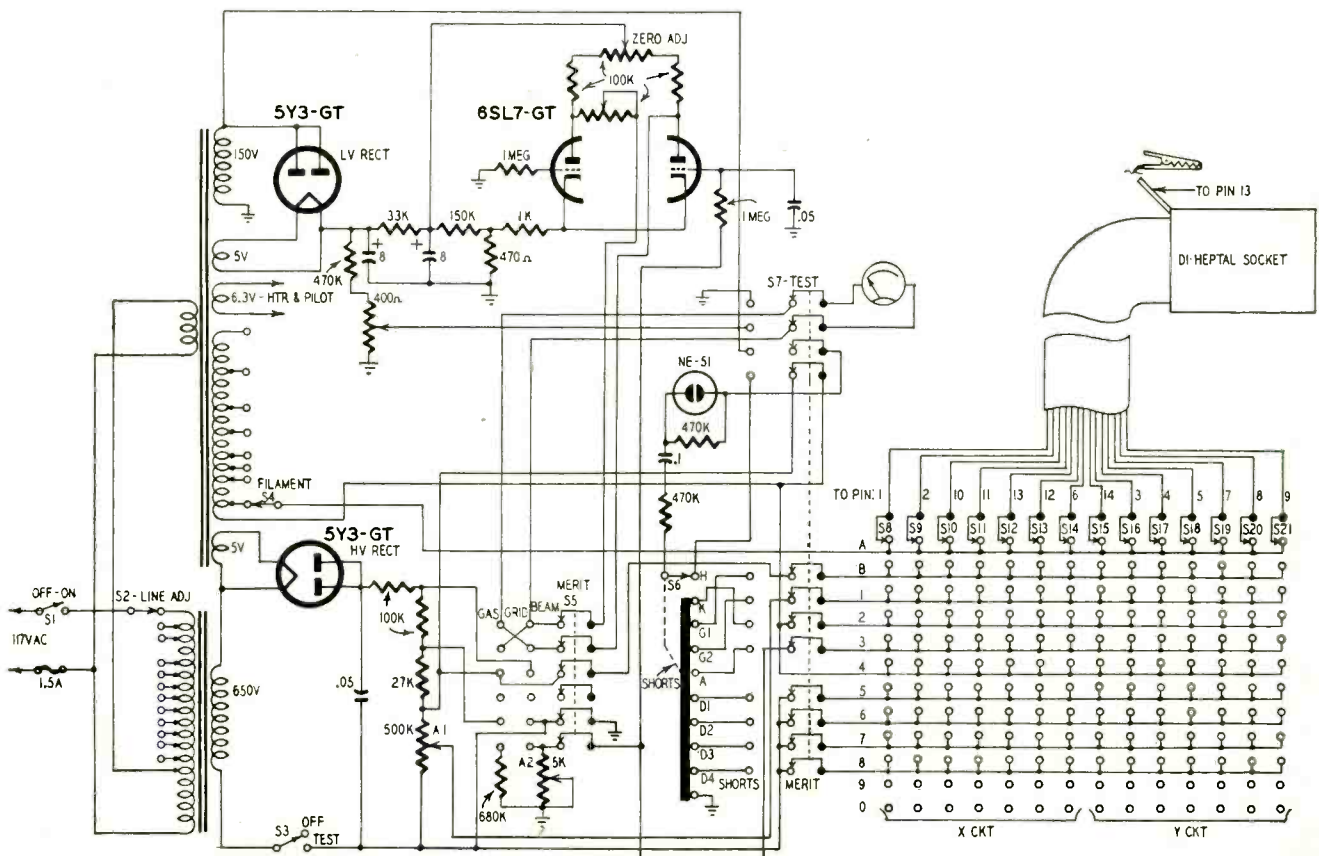 ZERO ADJ
100K
5Y3-GT
6SL7-GT
150V
LV RECT
1 MEG
TO PIN 13
33K
150K
1K
1 MEG
.05
DI-HEPTAL SOCKET
5V
8
8
470Ω
470K
S7-TEST
6.3V - HTR & PILOT
400Ω
NE-51
470K
.1
FILAMENT
S4
470K
TO PIN: 1 2 10 11 13 12 6 14 3 4 5 7 8 9
S8 S9 S10 S11 S12 S13 S14 S15 S16 S17 S18 S19 S20 S21
5Y3-GT
HV RECT
5V
A
B
1
2
3
4
5
6
7
8
9
0
OFF-ON
S1
S2-LINE ADJ
117VAC
1.5A
100K
GAS
GRID
BEAM
MERIT
S5
S6
H
K
G1
G2
A
D1
D2
D3
D4
SHORTS
650V
.05
27K
500K
A1
A2
5K
680K
SHORTS
MERIT
S3
OFF
TEST
X CKT
Y CKT